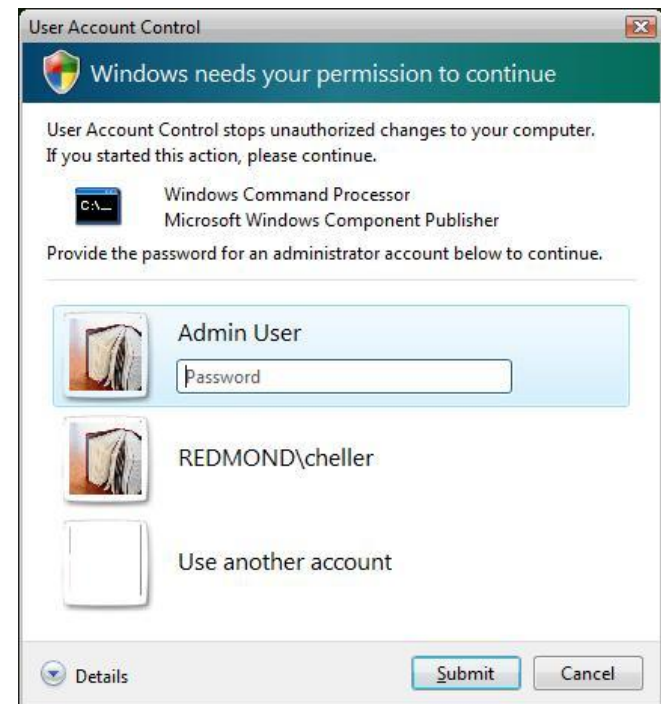 User Account Control
Windows needs your permission to continue
User Account Control stops unauthorized changes to your computer.
If you started this action, please continue.
C:\_
Windows Command Processor
Microsoft Windows Component Publisher
Provide the password for an administrator account below to continue.
Admin User
Password
REDMOND\cheller
Use another account
Details
Submit
Cancel